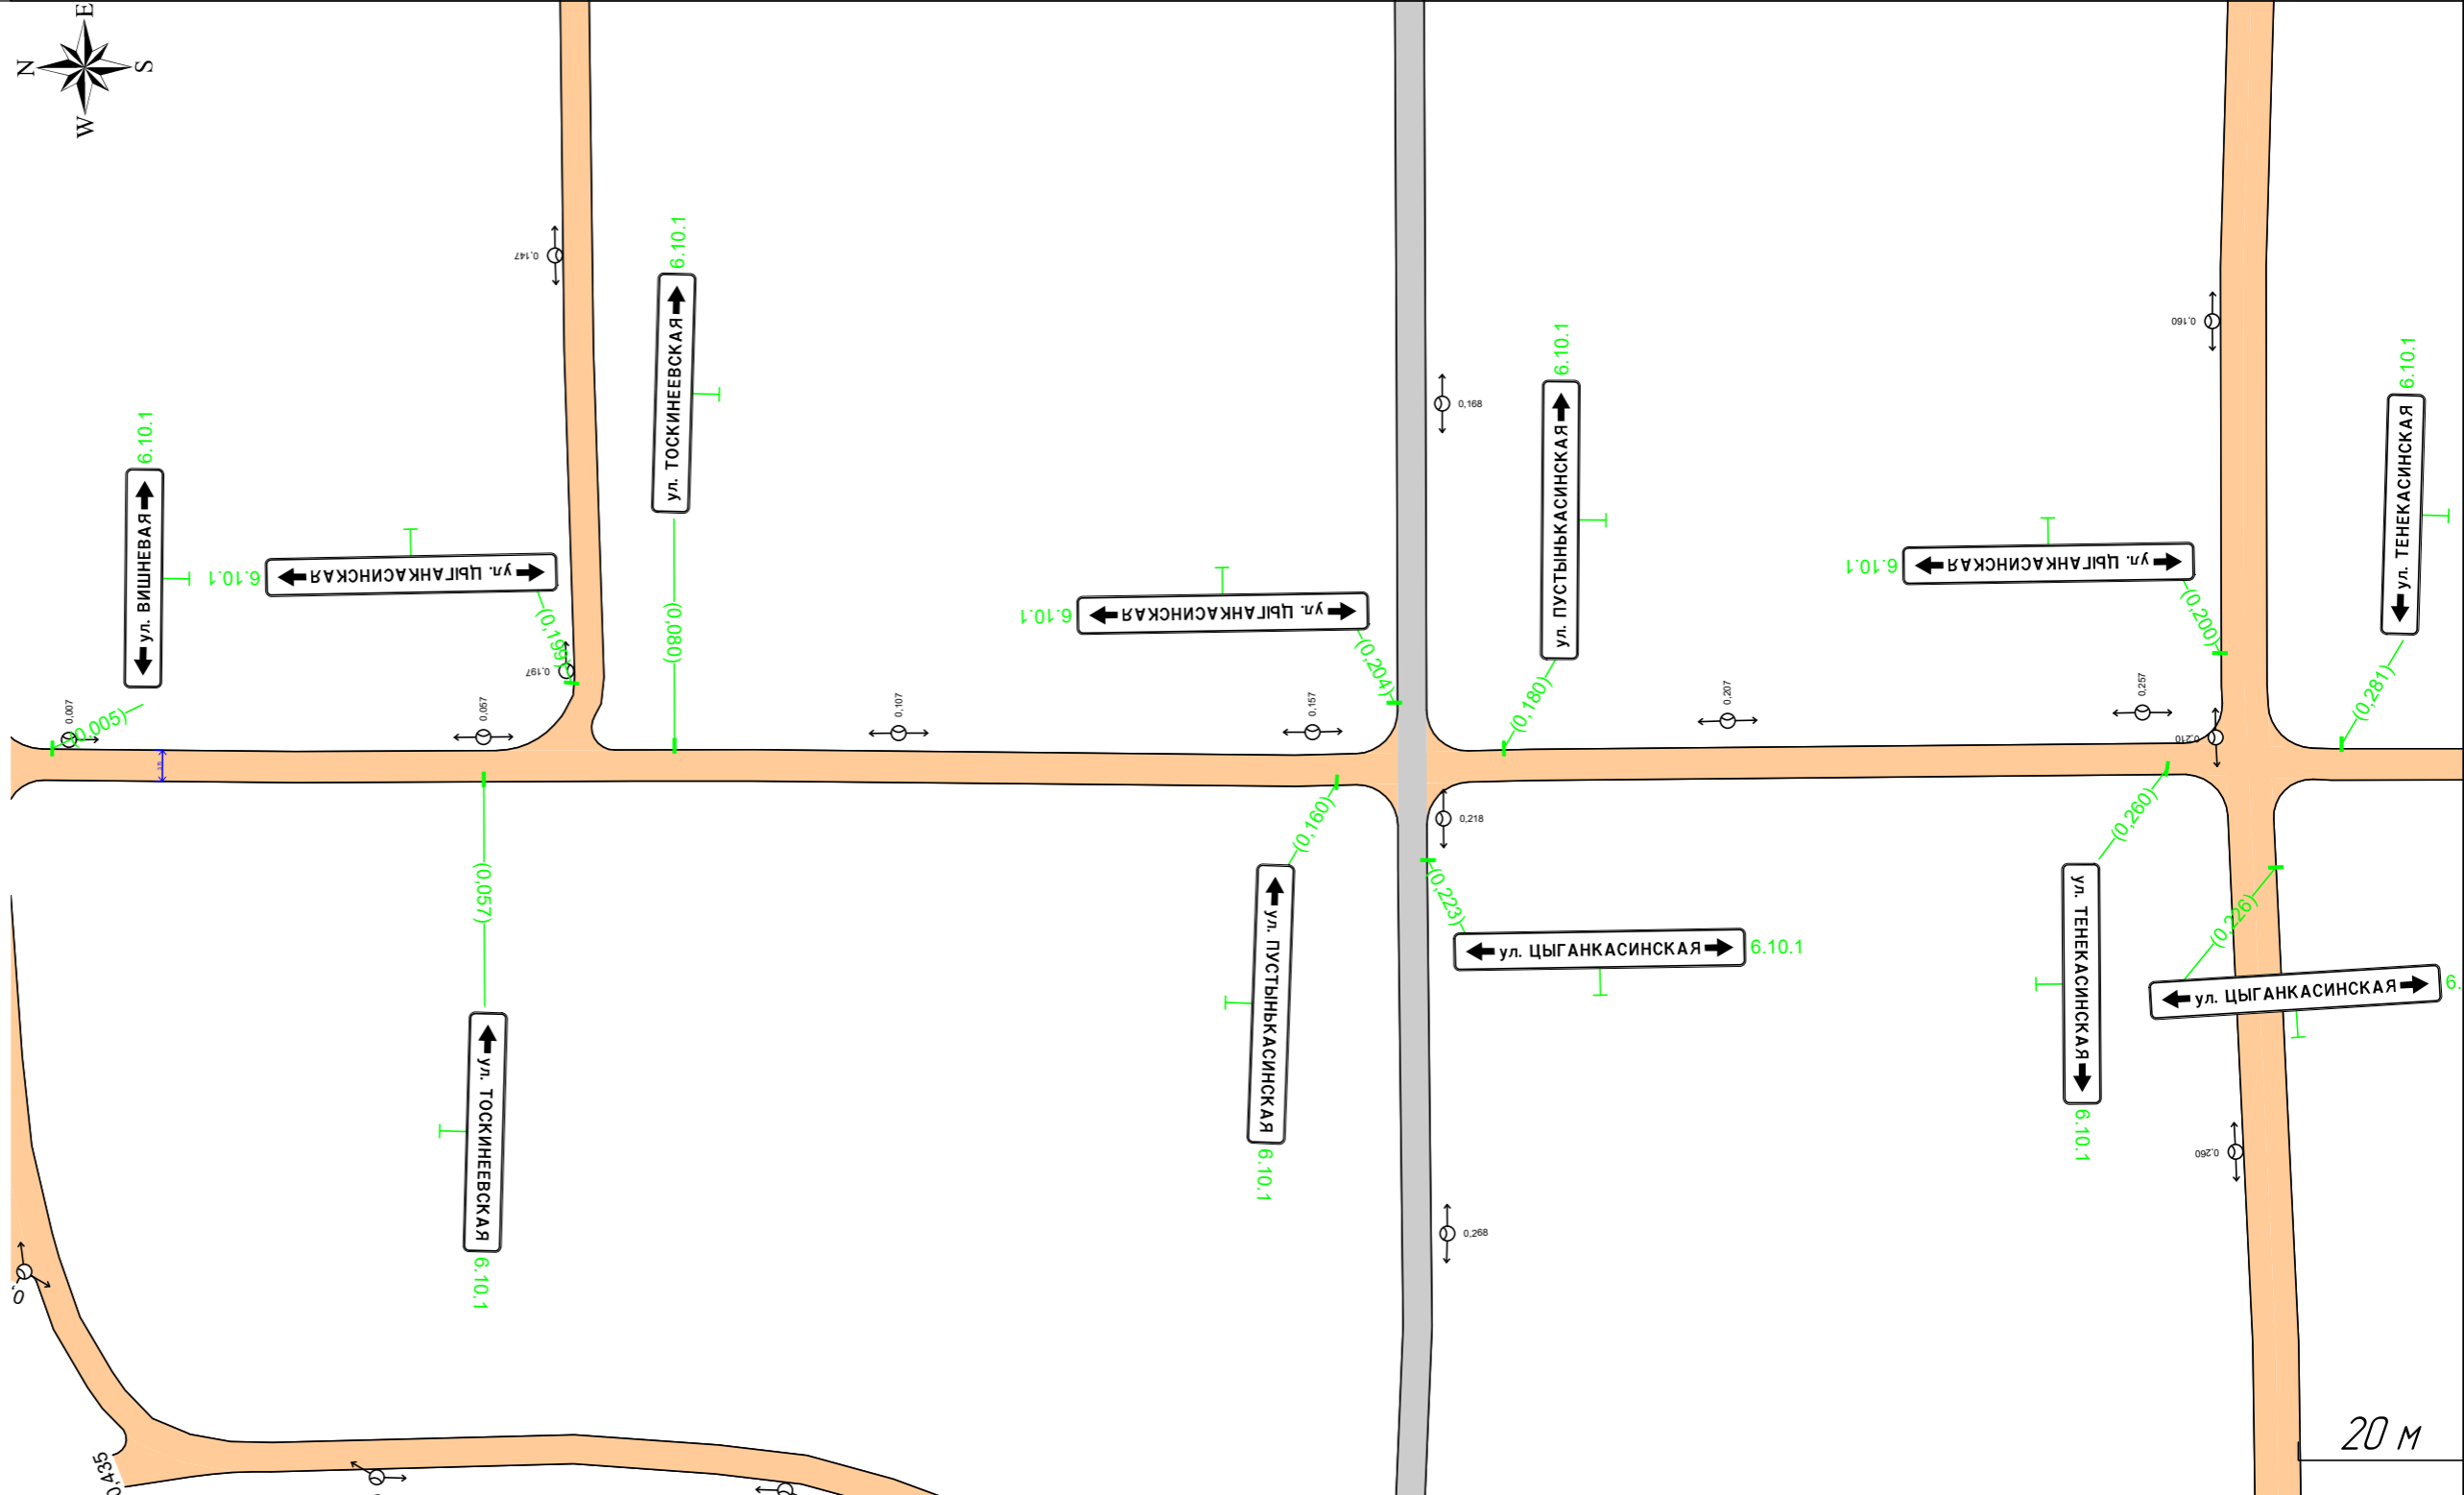 E
N
S
W
0,147
6.10.1
ул. ТОСКИНЕЕВСКАЯ
(0,080)
6.10.1
ул. ВИШНЕВАЯ
(0,005)
0,007
6.10.1
ул. ЦЫГАНКАСИНСКАЯ
0,197
0,057
0,107
6.10.1
ул. ЦЫГАНКАСИНСКАЯ
(0,204)
0,157
0,168
6.10.1
ул. ПУСТЫНЬКАСИНСКАЯ
(0,180)
0,207
0,160
6.10.1
ул. ЦЫГАНКАСИНСКАЯ
(0,200)
0,257
0,210
6.10.1
ул. ТЕНЕКАСИНСКАЯ
(0,281)
(0,057)
ул. ТОСКИНЕЕВСКАЯ
6.10.1
(0,160)
ул. ПУСТЫНЬКАСИНСКАЯ
6.10.1
0,218
(0,223)
ул. ЦЫГАНКАСИНСКАЯ
6.10.1
0,268
(0,260)
ул. ТЕНЕКАСИНСКАЯ
6.10.1
(0,226)
ул. ЦЫГАНКАСИНСКАЯ
6.
0,260
0,435
20 м